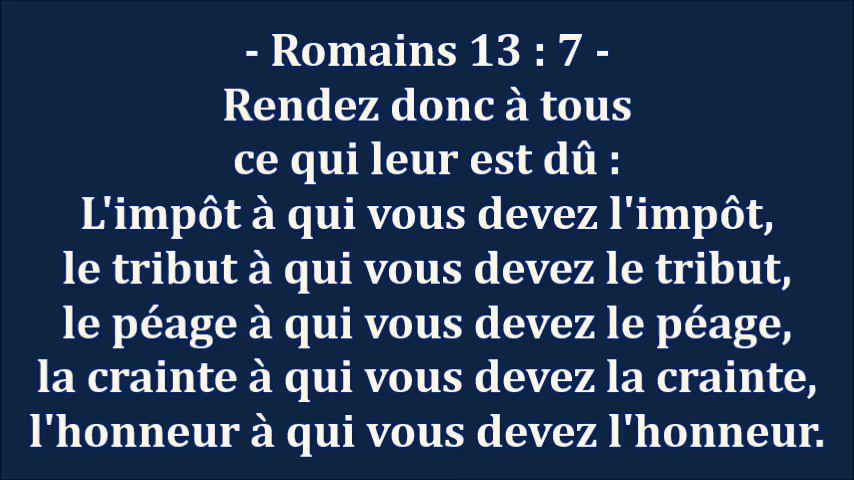 - Romains 13 : 7 -
Rendez donc à tous
ce qui leur est dû :
L'impôt à qui vous devez l'impôt,
le tribut à qui vous devez le tribut,
le péage à qui vous devez le péage,
la crainte à qui vous devez la crainte,
l'honneur à qui vous devez l'honneur.